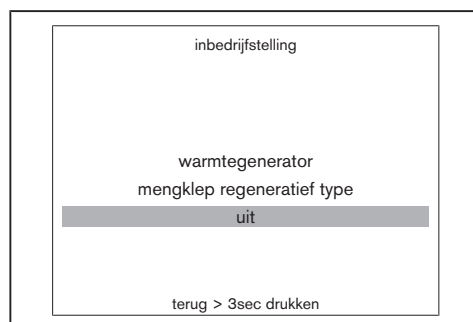 inbedrijfstelling
warmtegenerator
mengklep regeneratief type
uit
terug > 3sec drukken